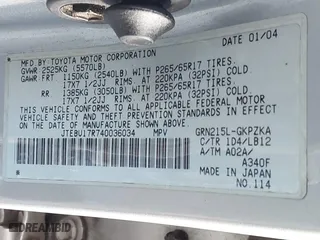 MFD BY TOYOTA MOTOR CORPORATION DATE 01/04
GVWR 2525KG (5570LB)
GAWR FRT 1150KG (2540LB) WITH P265/65R17 TIRES.
17X7 1/2JJ RIMS, AT 220KPA (32PSI) COLD
RR 1385KG (3050LB) WITH P265/65R17 TIRES.
17X7 1/2JJ RIMS, AT 220KPA (32PSI) COLD
THIS VEHICLE CONFORMS TO ALL APPLICABLE FEDERAL MOTOR
VEHICLE SAFETY STANDARDS IN EFFECT ON THE DATE OF
MANUFACTURE SHOWN ABOVE.
JTEBU17R740036034 MPV GRN215L-GKPZKA
C/TR 1D4/LB12
A/TM A02A/
A340F
MADE IN JAPAN
NO.114
© DREAMBID.COM